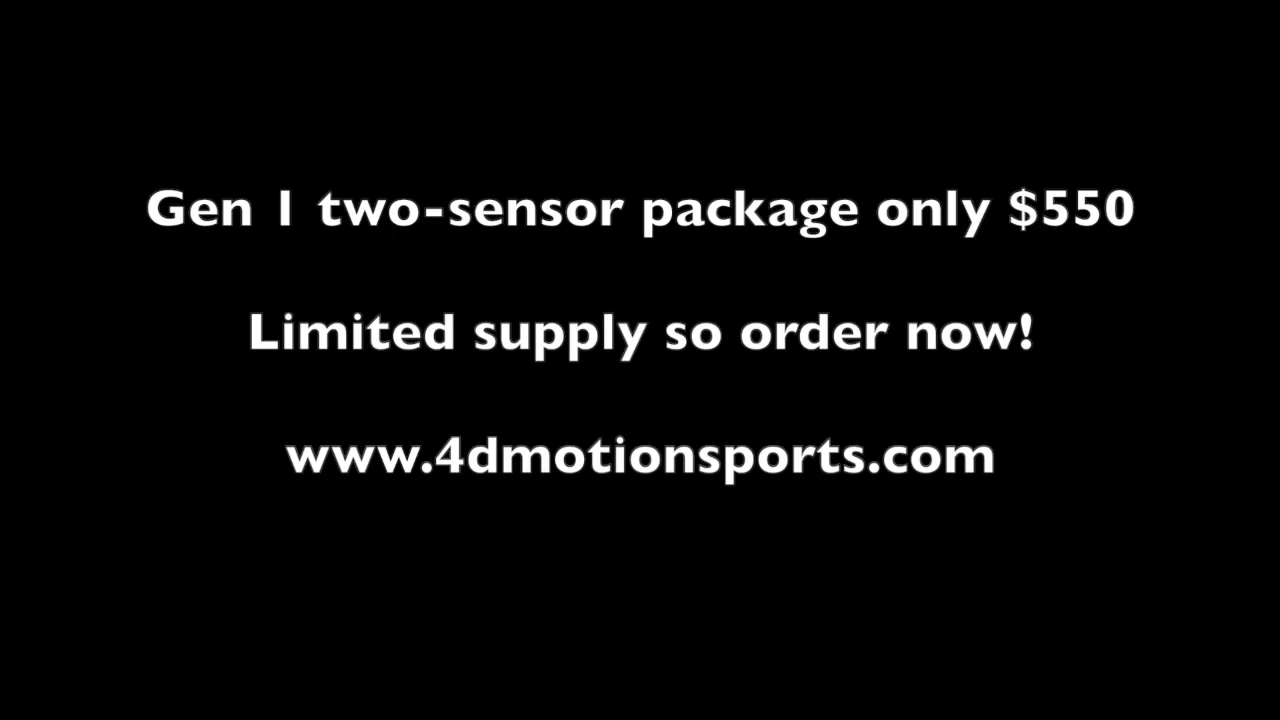 Gen 1 two-sensor package only $550
Limited supply so order now!
www.4dmotionsports.com